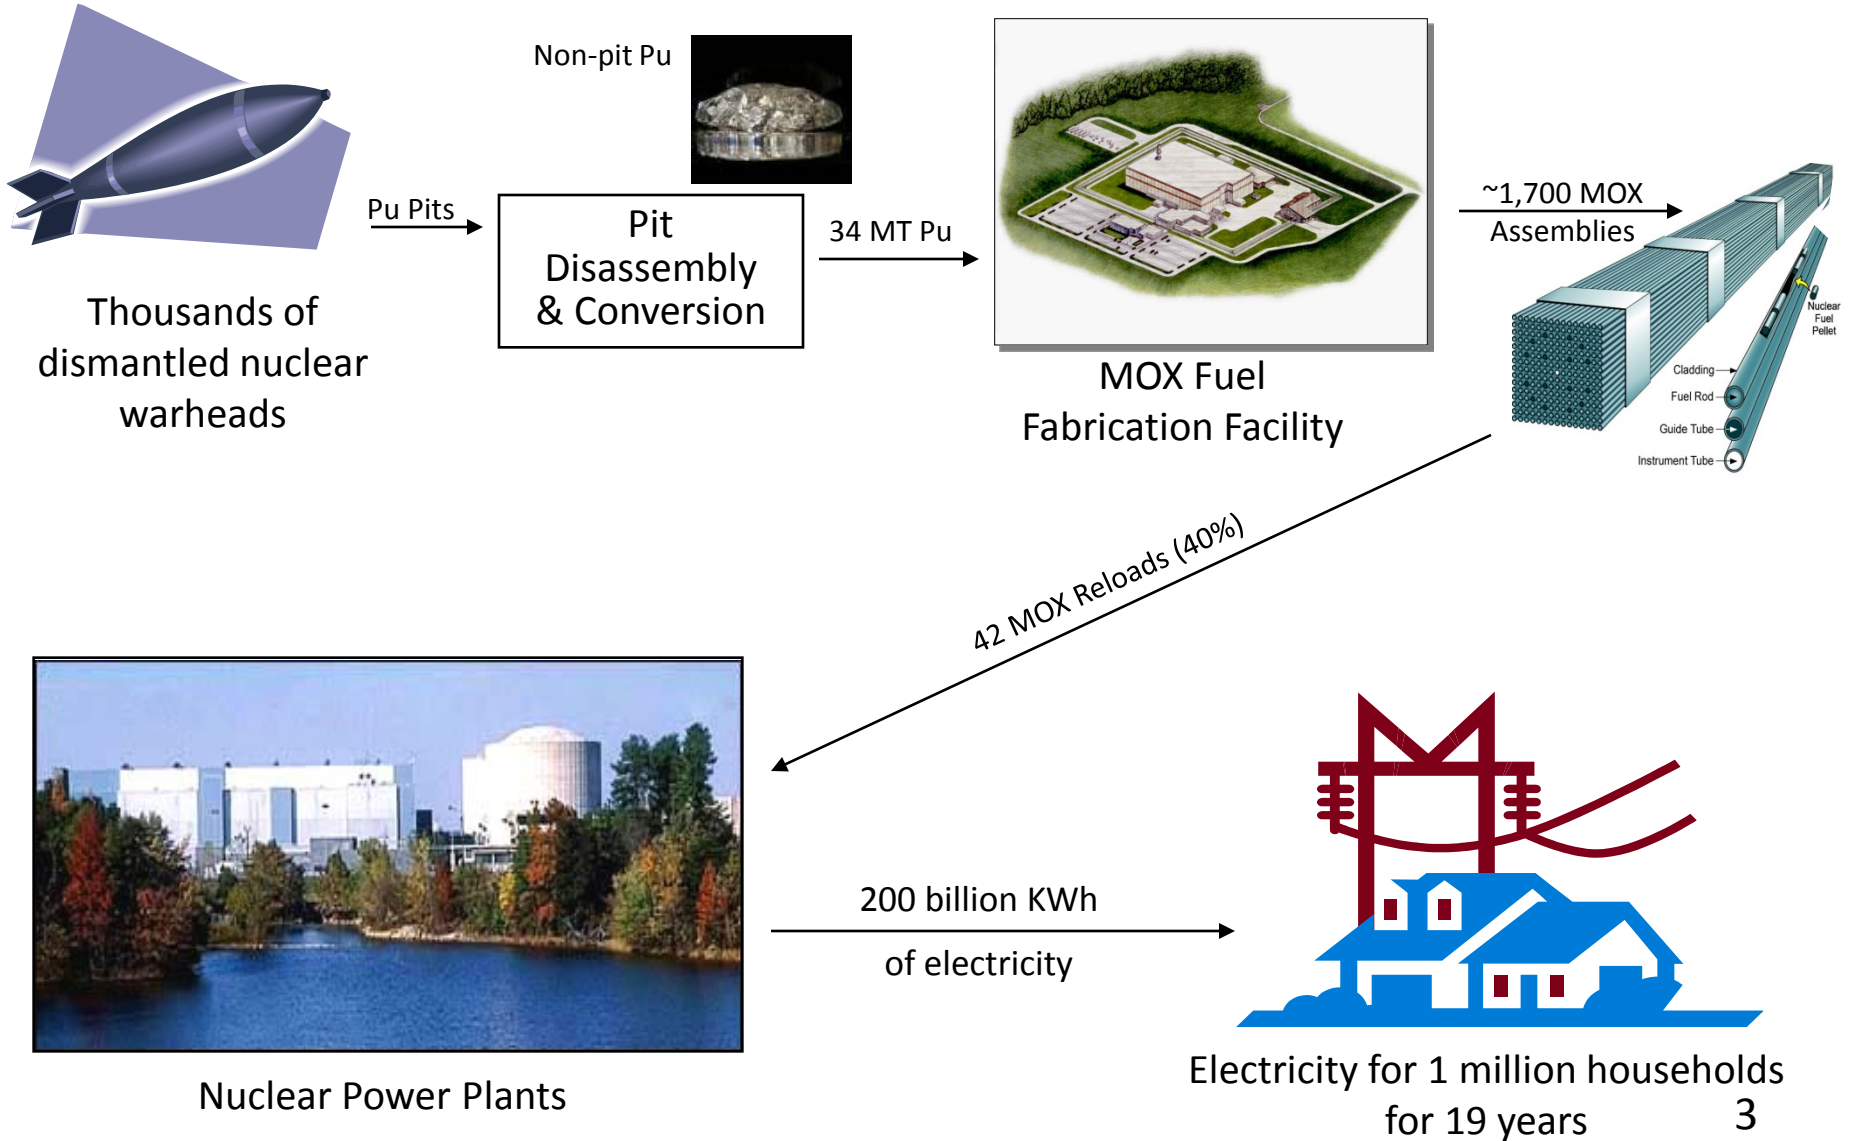 Non-pit Pu
Pu Pits
Pit
Disassembly
& Conversion
34 MT Pu
~1,700 MOX
Assemblies
Thousands of
dismantled nuclear
warheads
MOX Fuel
Fabrication Facility
Nuclear
Fuel
Pellet
Cladding
Fuel Rod
Guide Tube
Instrument Tube
42 MOX Reloads (40%)
200 billion KWh
of electricity
Nuclear Power Plants
Electricity for 1 million households
for 19 years
3